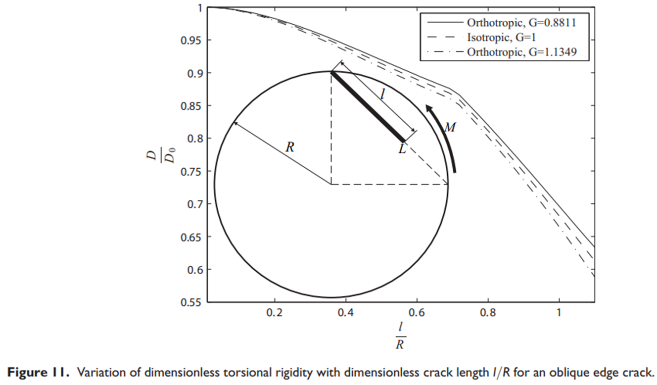 1
0.95
0.9
0.85
0.8
0.75
0.7
0.65
0.6
0.55
D
D0
Orthotropic, G=0.8811
Isotropic, G=1
Orthotropic, G=1.1349
l
M
L
R
0.2
0.4
0.6
0.8
1
l
R
Figure 11. Variation of dimensionless torsional rigidity with dimensionless crack length l/R for an oblique edge crack.